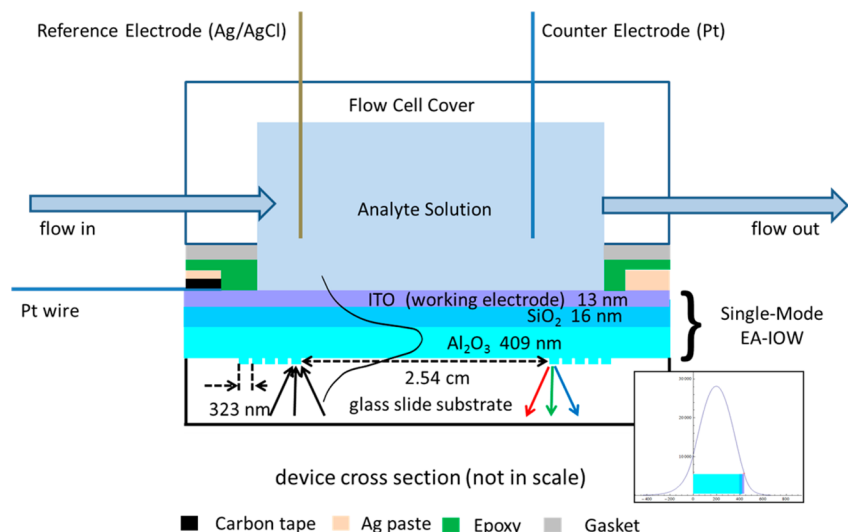 Reference Electrode (Ag/AgCl)
Counter Electrode (Pt)
Flow Cell Cover
Analyte Solution
flow in
flow out
Pt wire
ITO (working electrode) 13 nm
SiO₂ 16 nm
Al₂O₃ 409 nm
Single-Mode
EA-IOW
2.54 cm
323 nm
glass slide substrate
device cross section (not in scale)
Carbon tape
Ag paste
Epoxy
Gasket